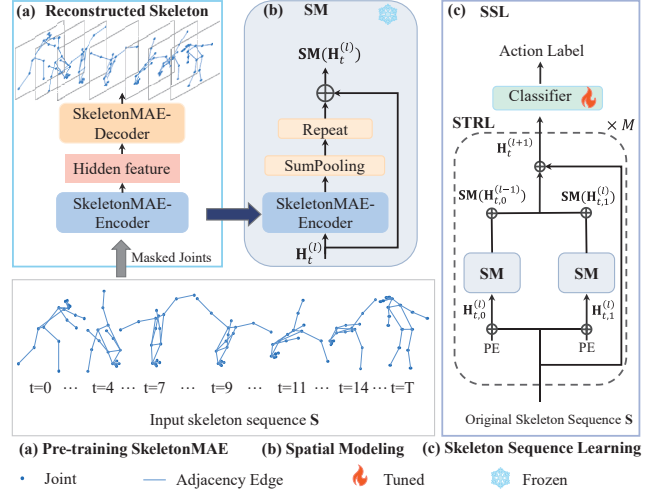 (a) Reconstructed Skeleton
SkeletonMAE-
Decoder
Hidden feature
SkeletonMAE-
Encoder
Masked Joints
(b) SM
SM(H_t^{(l)})
Repeat
SumPooling
SkeletonMAE-
Encoder
H_t^{(l)}
(c) SSL
Action Label
Classifier
STRL
× M
H_t^{(l+1)}
SM(H_{t,0}^{(l-1)}) SM(H_{t,1}^{(l)})
SM SM
H_{t,0}^{(l)} H_{t,1}^{(l)}
PE PE
Original Skeleton Sequence S
t=0 ··· t=4 ··· t=7 ··· t=9 ··· t=11 ··· t=14 ··· t=T
Input skeleton sequence S
(a) Pre-training SkeletonMAE (b) Spatial Modeling (c) Skeleton Sequence Learning
Joint Adjacency Edge Tuned Frozen